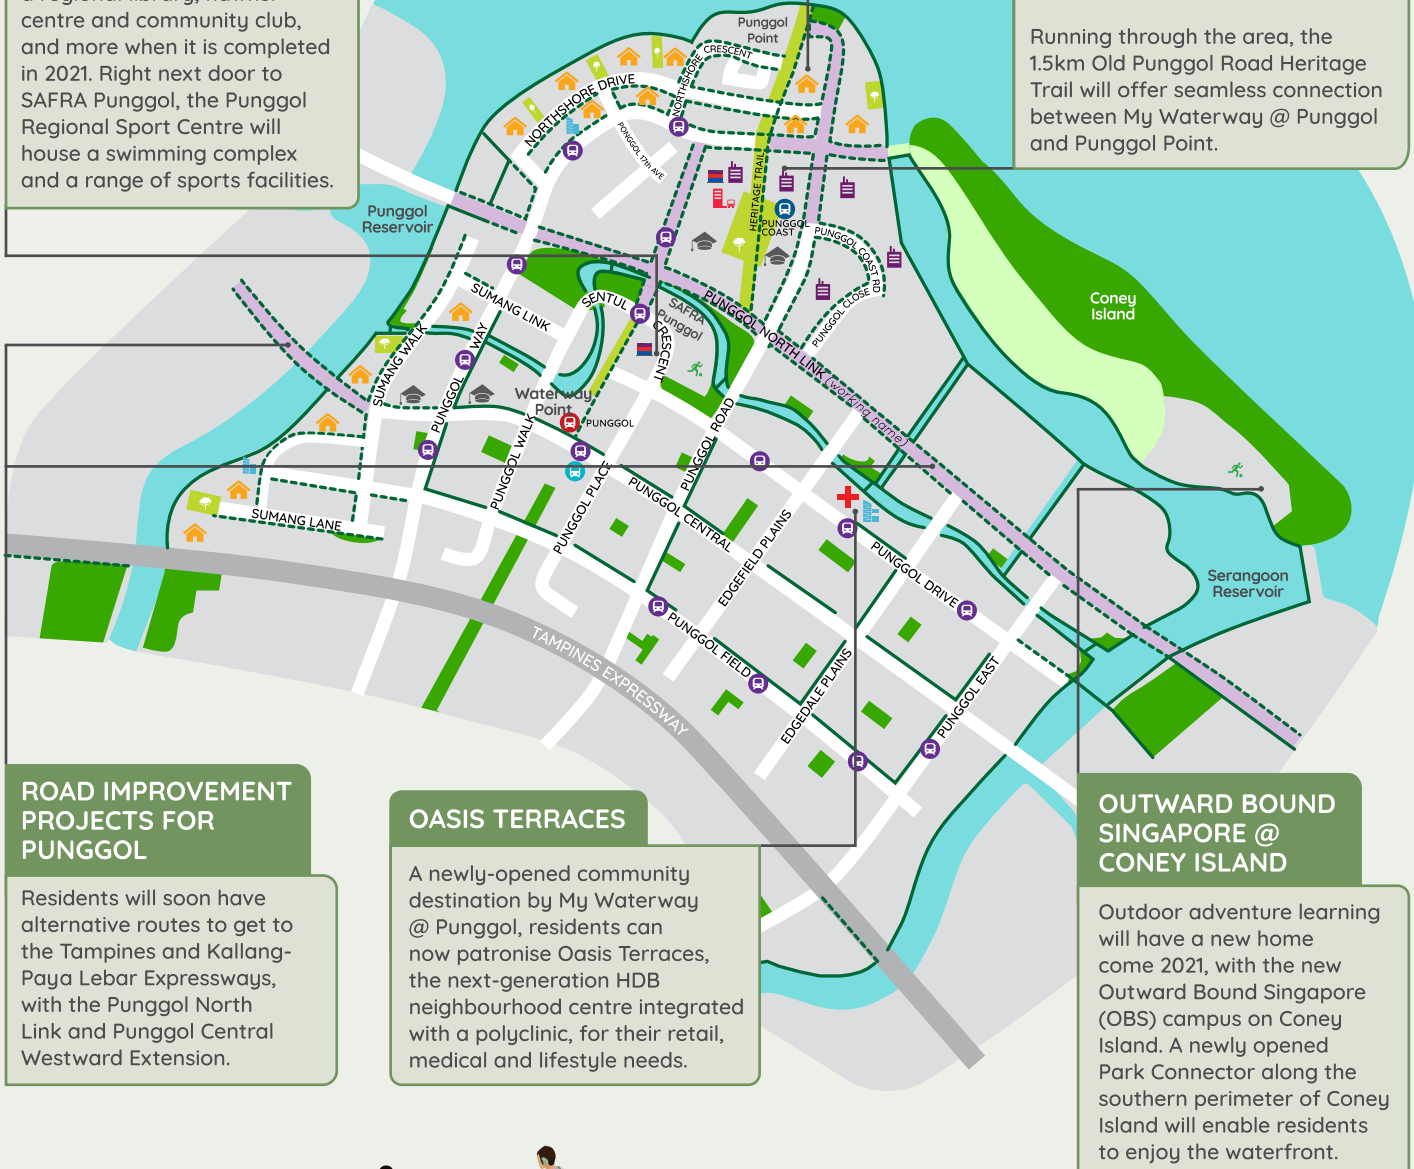 centre and community club,
and more when it is completed
in 2021. Right next door to
SAFRA Punggol, the Punggol
Regional Sport Centre will
house a swimming complex
and a range of sports facilities.
Running through the area, the
1.5km Old Punggol Road Heritage
Trail will offer seamless connection
between My Waterway @ Punggol
and Punggol Point.
Punggol
Point
NORTHSHORE
CRESCENT
NORTHSHORE DRIVE
PONGGOL 17th AVE
HERITAGE TRAIL
Punggol
Reservoir
PUNGGOL
COAST
PUNGGOL COAST RD
PUNGGOL CLOSE
Coney
Island
SUMANG LINK
SENTUL
CRESCENT
SAFRA
Punggol
PUNGGOL NORTH LINK (working name)
SUMANG WALK
PUNGGOL WAY
Waterway
Point
PUNGGOL
PUNGGOL WALK
PUNGGOL PLACE
PUNGGOL ROAD
PUNGGOL CENTRAL
SUMANG LANE
EDGEFIELD PLAINS
PUNGGOL DRIVE
Serangoon
Reservoir
PUNGGOL FIELD
EDGEDALE PLAINS
PUNGGOL EAST
TAMPINES EXPRESSWAY
ROAD IMPROVEMENT
PROJECTS FOR
PUNGGOL
Residents will soon have
alternative routes to get to
the Tampines and Kallang-
Paya Lebar Expressways,
with the Punggol North
Link and Punggol Central
Westward Extension.
OASIS TERRACES
A newly-opened community
destination by My Waterway
@ Punggol, residents can
now patronise Oasis Terraces,
the next-generation HDB
neighbourhood centre integrated
with a polyclinic, for their retail,
medical and lifestyle needs.
OUTWARD BOUND
SINGAPORE @
CONEY ISLAND
Outdoor adventure learning
will have a new home
come 2021, with the new
Outward Bound Singapore
(OBS) campus on Coney
Island. A newly opened
Park Connector along the
southern perimeter of Coney
Island will enable residents
to enjoy the waterfront.